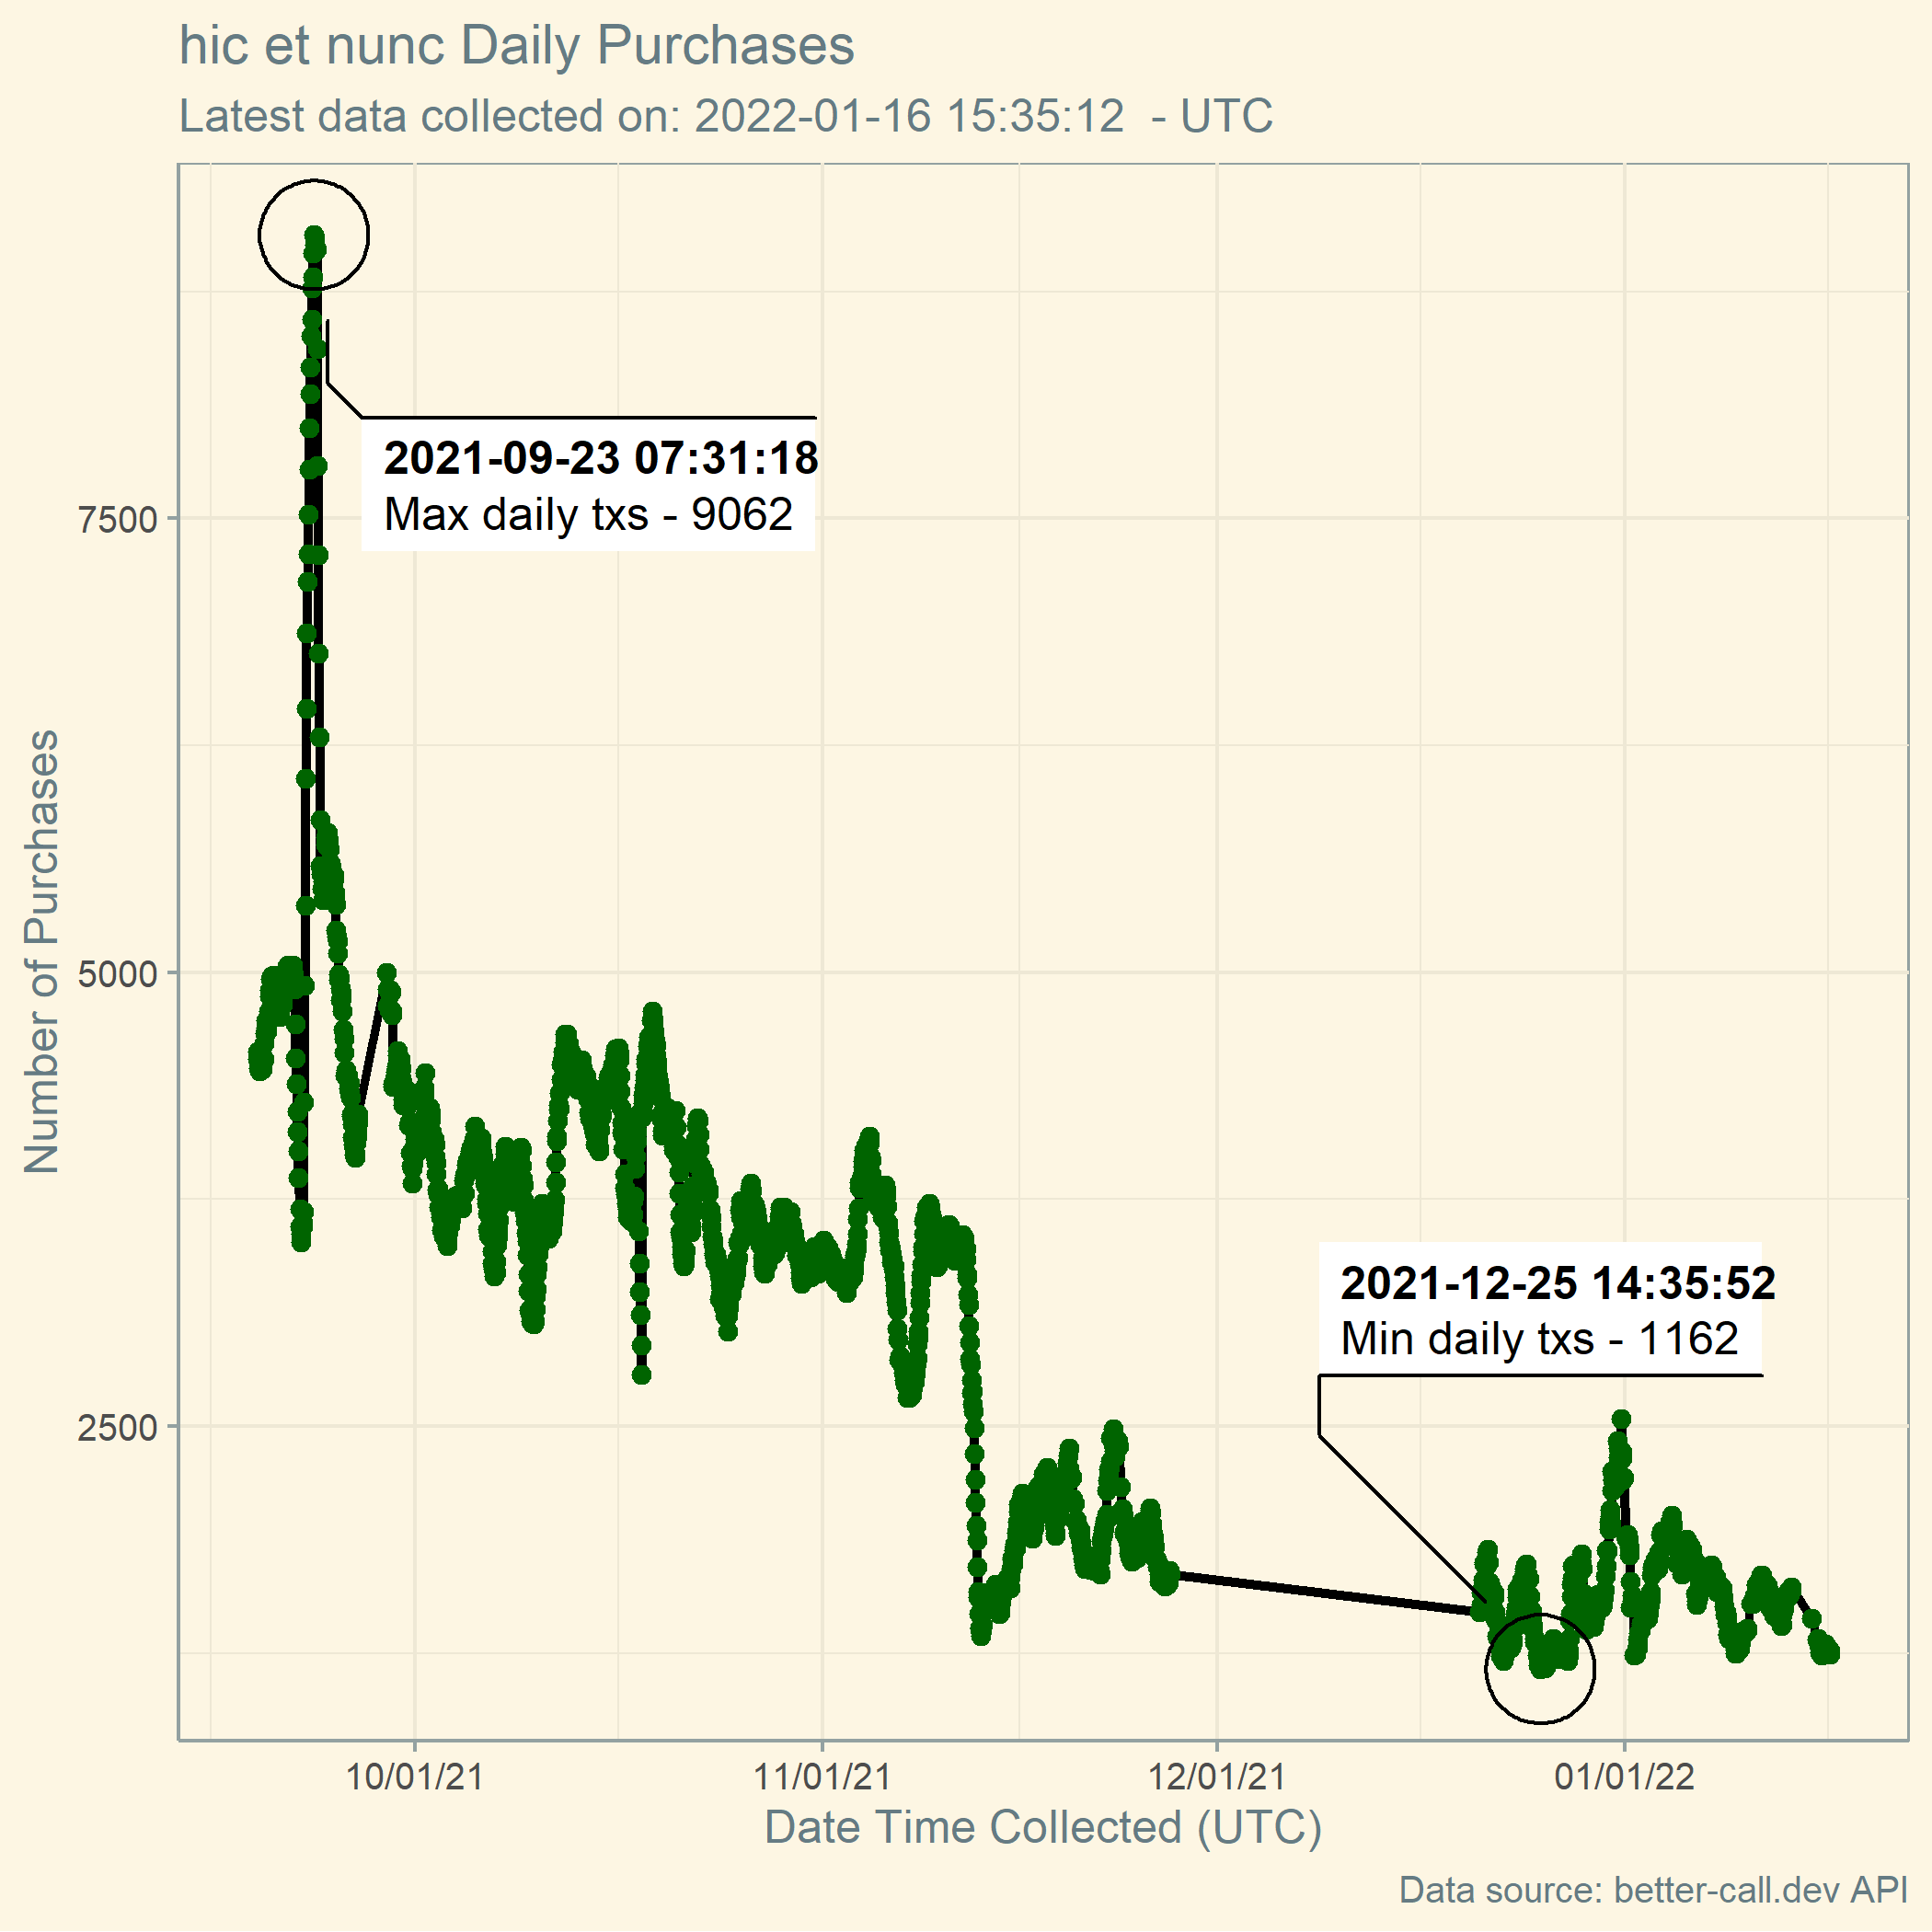 hic et nunc Daily Purchases
Latest data collected on: 2022-01-16 15:35:12  - UTC
Number of Purchases
7500
5000
2500
2021-09-23 07:31:18
Max daily txs - 9062
2021-12-25 14:35:52
Min daily txs - 1162
10/01/21
11/01/21
12/01/21
01/01/22
Date Time Collected (UTC)
Data source: better-call.dev API